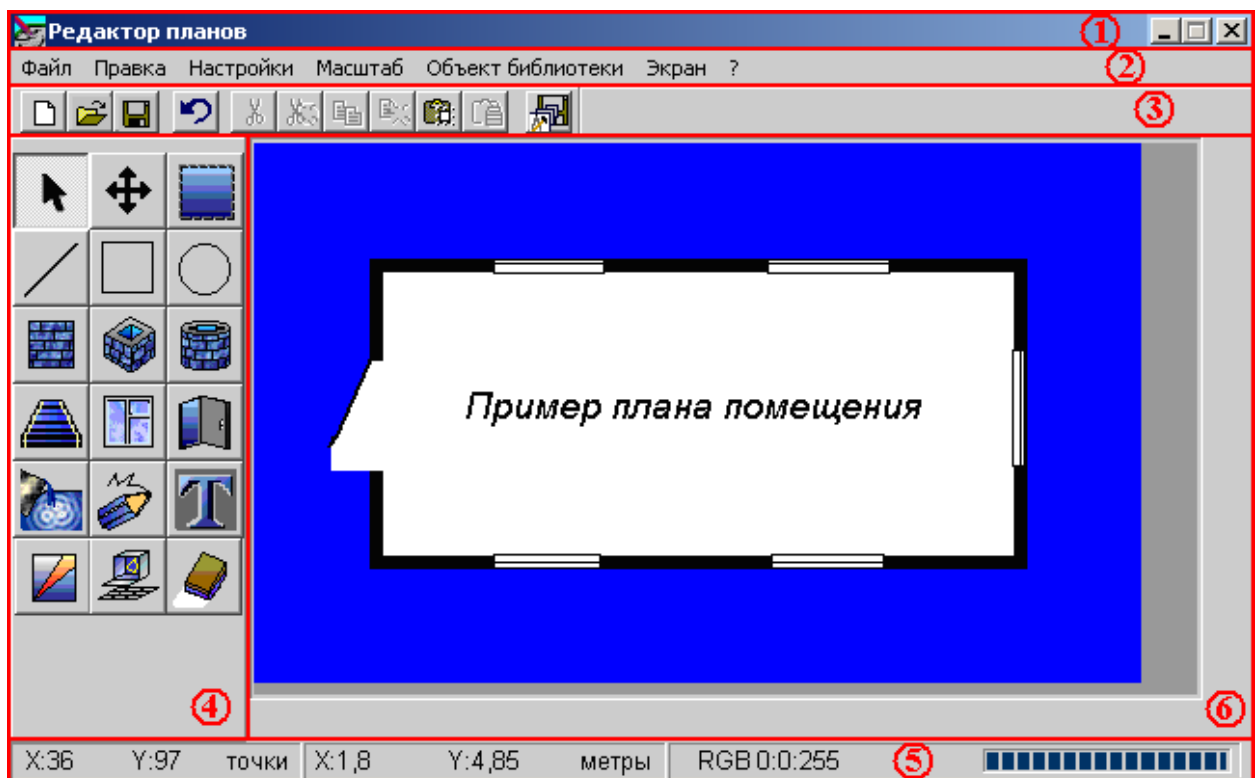 Редактор планов 1
Файл Правка Настройки Масштаб Объект библиотеки Экран ? 2
3
Пример плана помещения
4
6
X:36 Y:97 точки X:1,8 Y:4,85 метры RGB 0:0:255 5